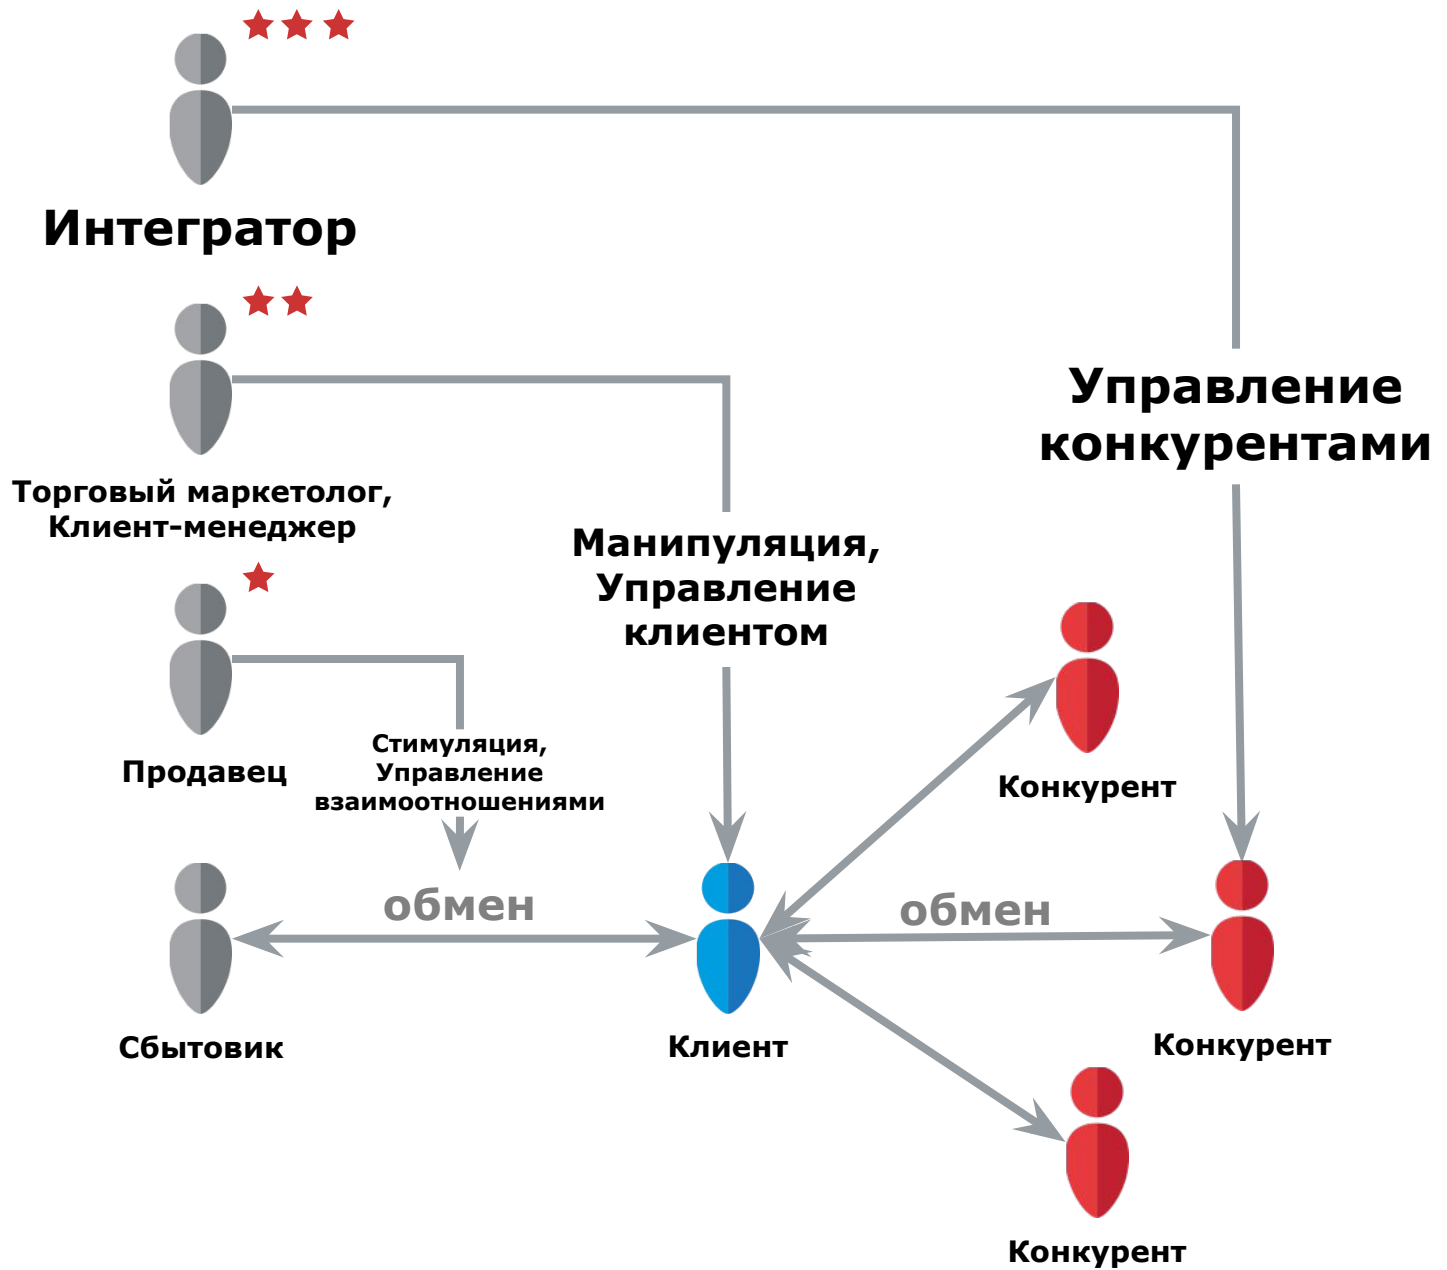 Интегратор
Управление
конкурентами
Торговый маркетолог,
Клиент-менеджер
Манипуляция,
Управление
клиентом
Продавец
Стимуляция,
Управление
взаимоотношениями
Конкурент
обмен
обмен
Сбытовик
Клиент
Конкурент
Конкурент